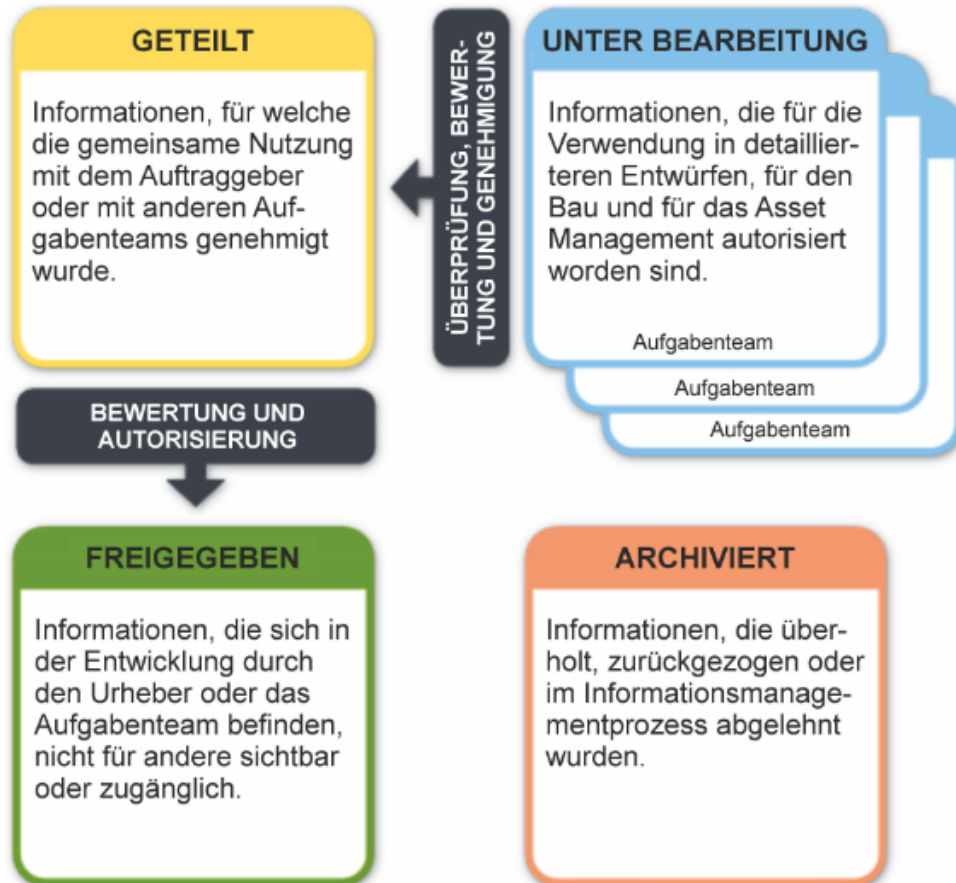 GETEILT
Informationen, für welche
die gemeinsame Nutzung
mit dem Auftraggeber
oder mit anderen Auf-
gabenteams genehmigt
wurde.
ÜBERPRÜFUNG, BEWER-
TUNG UND GENEHMIGUNG
UNTER BEARBEITUNG
Informationen, die für die
Verwendung in detaillier-
teren Entwürfen, für den
Bau und für das Asset
Management autorisiert
worden sind.
Aufgabenteam
Aufgabenteam
Aufgabenteam
BEWERTUNG UND
AUTORISIERUNG
FREIGEGEBEN
Informationen, die sich in
der Entwicklung durch
den Urheber oder das
Aufgabenteam befinden,
nicht für andere sichtbar
oder zugänglich.
ARCHIVIERT
Informationen, die über-
holt, zurückgezogen oder
im Informationsmanage-
mentprozess abgelehnt
wurden.